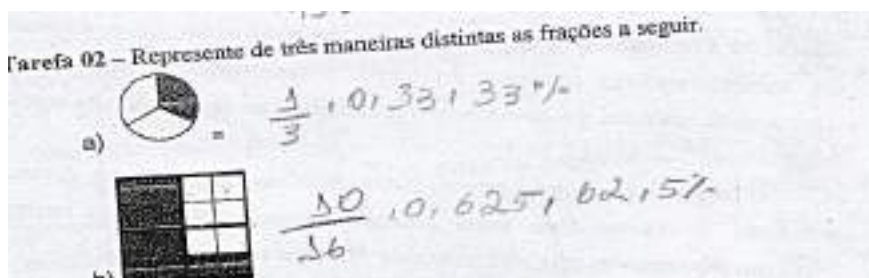 Tarefa 02 – Represente de três maneiras distintas as frações a seguir.
a) = 1/3 , 0,33 , 33 %
10/16 , 0,625 , 62,5%